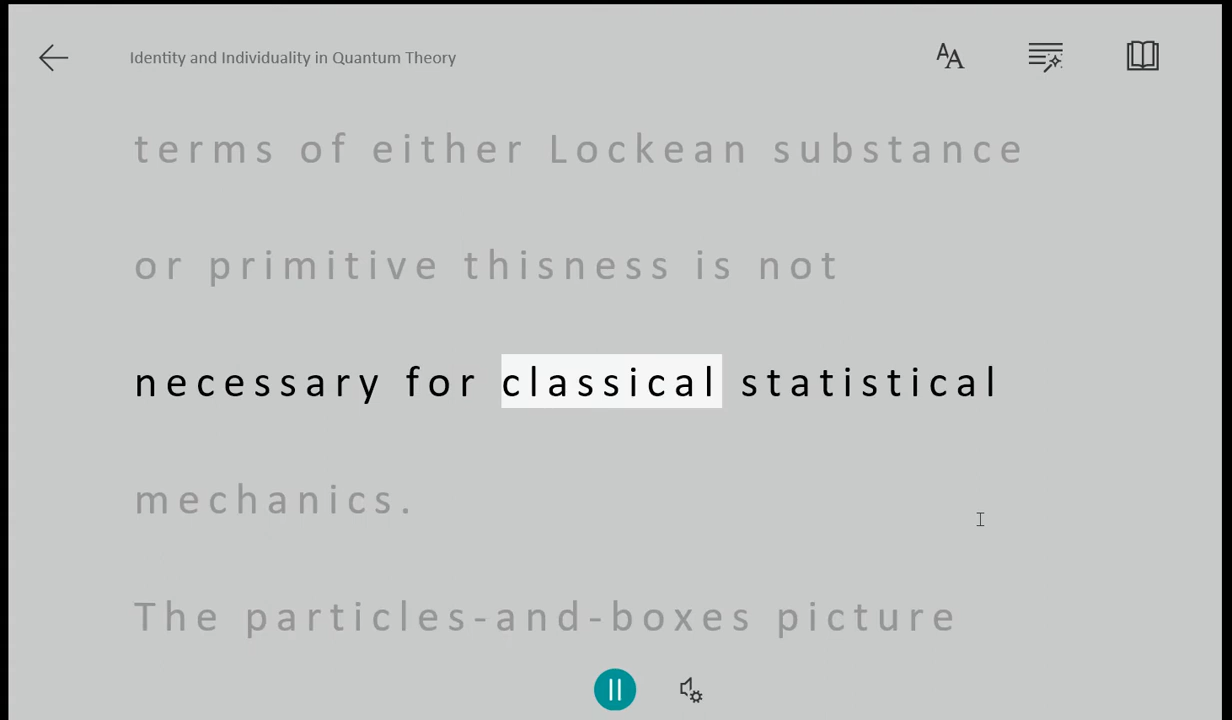 Identity and Individuality in Quantum Theory
terms of either Lockean substance
or primitive thisness is not
necessary for classical statistical
mechanics.
The particles-and-boxes picture